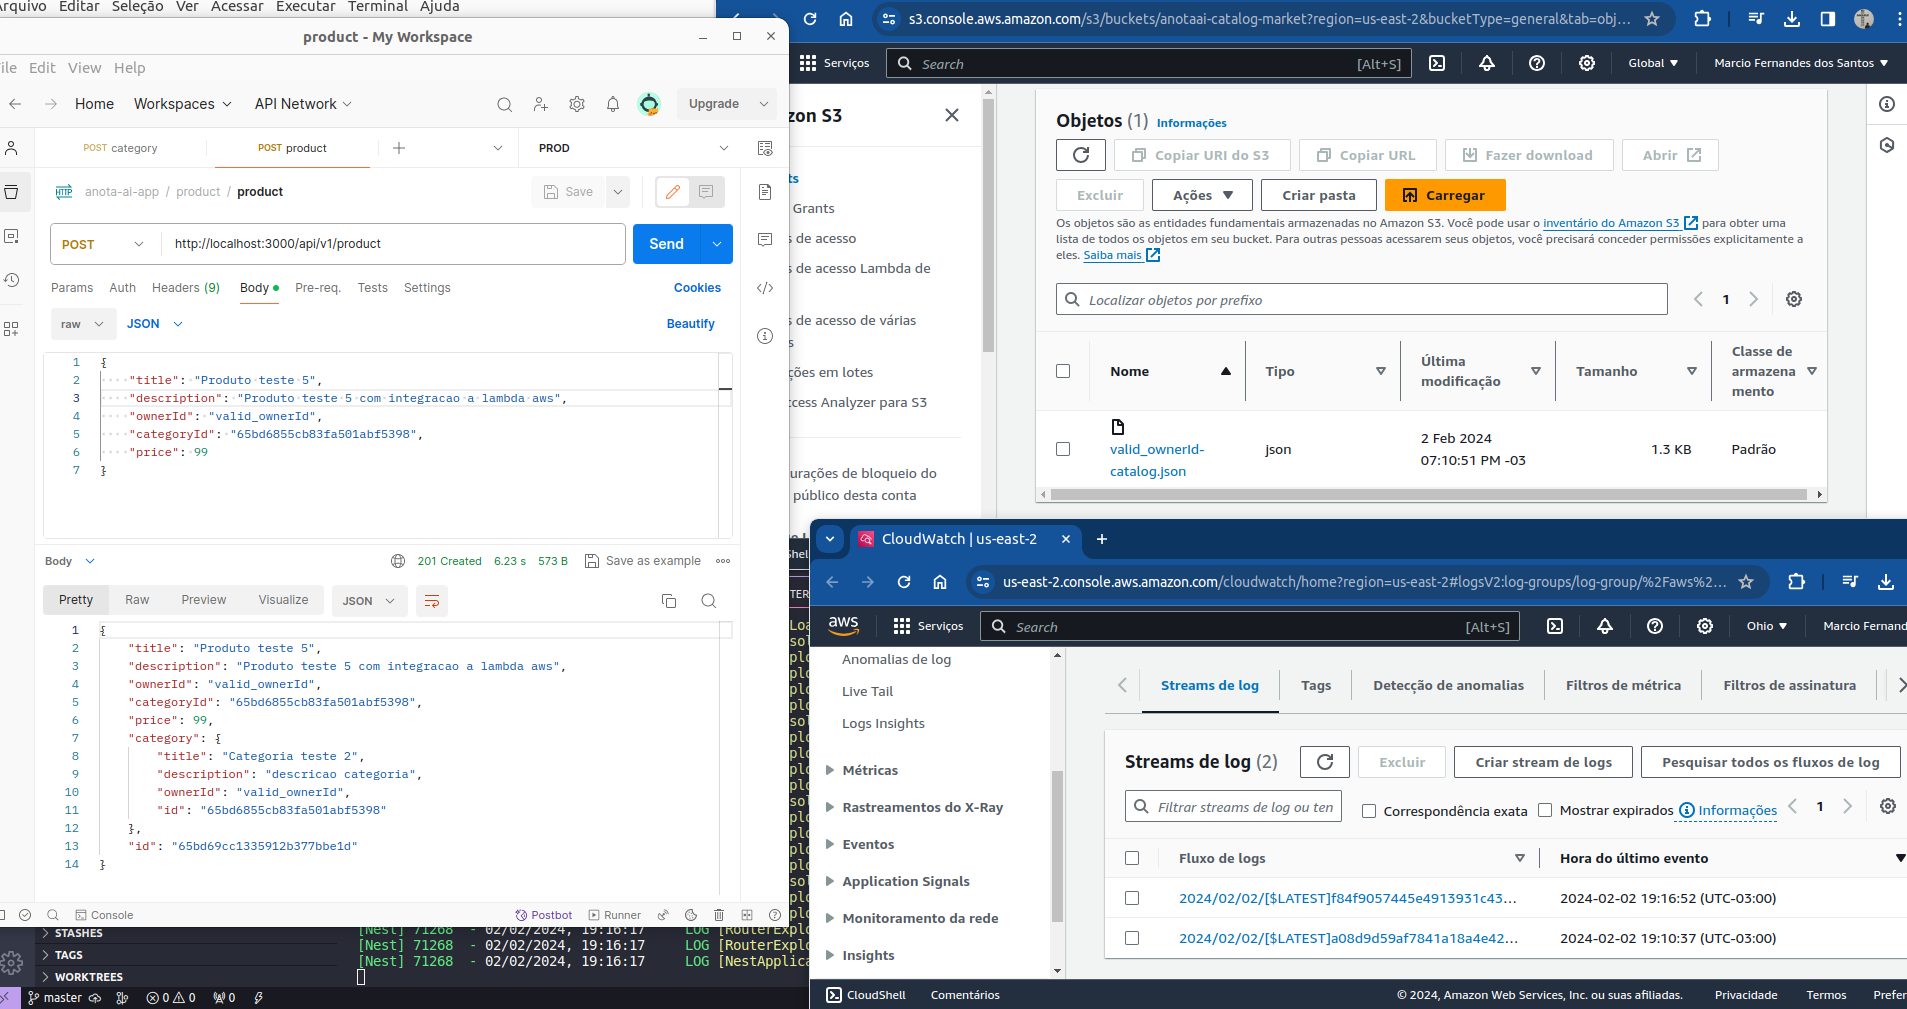 Arquivo Editar Seleção Ver Acessar Executar Terminal Ajuda
product - My Workspace
File Edit View Help
Home Workspaces API Network Upgrade
POST category POST product PROD
anota-ai-app / product / product Save
POST http://localhost:3000/api/v1/product Send
Params Auth Headers (9) Body Pre-req. Tests Settings Cookies
raw JSON Beautify
1 {
2 "title": "Produto teste 5",
3 "description": "Produto teste 5 com integracao a lambda aws",
4 "ownerId": "valid_ownerId",
5 "categoryId": "65bd6855cb83fa501abf5398",
6 "price": 99
7 }
Body 201 Created 6.23 s 573 B Save as example
Pretty Raw Preview Visualize JSON
1 {
2 "title": "Produto teste 5",
3 "description": "Produto teste 5 com integracao a lambda aws",
4 "ownerId": "valid_ownerId",
5 "categoryId": "65bd6855cb83fa501abf5398",
6 "price": 99,
7 "category": {
8 "title": "Categoria teste 2",
9 "description": "descricao categoria",
10 "ownerId": "valid_ownerId",
11 "id": "65bd6855cb83fa501abf5398"
12 },
13 "id": "65bd69cc1335912b377bbe1d"
14 }
Console Postbot Runner
STASHES
TAGS
WORKTREES
[Nest] 71268 - 02/02/2024, 19:16:17 LOG [RouterExplo
[Nest] 71268 - 02/02/2024, 19:16:17 LOG [RouterExplo
[Nest] 71268 - 02/02/2024, 19:16:17 LOG [NestApplica
master 0 0 0
s3.console.aws.amazon.com/s3/buckets/anotaai-catalog-market?region=us-east-2&bucketType=general&tab=obj...
Serviços Search [Alt+S] Global Marcio Fernandes dos Santos
zon S3
ts
Grants
s de acesso
s de acesso Lambda de
s de acesso de várias
s
ções em lotes
ccess Analyzer para S3
urações de bloqueio do
público desta conta
Objetos (1) Informações
Copiar URI do S3 Copiar URL Fazer download Abrir
Excluir Ações Criar pasta Carregar
Os objetos são as entidades fundamentais armazenadas no Amazon S3. Você pode usar o inventário do Amazon S3 para obter uma
lista de todos os objetos em seu bucket. Para outras pessoas acessarem seus objetos, você precisará conceder permissões explicitamente a
eles. Saiba mais
Localizar objetos por prefixo 1
Nome Tipo Última modificação Tamanho Classe de armazena mento
valid_ownerId-catalog.json json 2 Feb 2024 07:10:51 PM -03 1.3 KB Padrão
CloudWatch | us-east-2
us-east-2.console.aws.amazon.com/cloudwatch/home?region=us-east-2#logsV2:log-groups/log-group/%2Faws%2...
aws Serviços Search [Alt+S] Ohio Marcio Fernand
Anomalias de log
Live Tail
Logs Insights
Métricas
Rastreamentos do X-Ray
Eventos
Application Signals
Monitoramento da rede
Insights
Streams de log Tags Detecção de anomalias Filtros de métrica Filtros de assinatura
Streams de log (2) Excluir Criar stream de logs Pesquisar todos os fluxos de log
Filtrar streams de log ou ten Correspondência exata Mostrar expirados Informações 1
Fluxo de logs Hora do último evento
2024/02/02/[$LATEST]f84f9057445e4913931c43... 2024-02-02 19:16:52 (UTC-03:00)
2024/02/02/[$LATEST]a08d9d59af7841a18a4e42... 2024-02-02 19:10:37 (UTC-03:00)
CloudShell Comentários © 2024, Amazon Web Services, Inc. ou suas afiliadas. Privacidade Termos Prefer